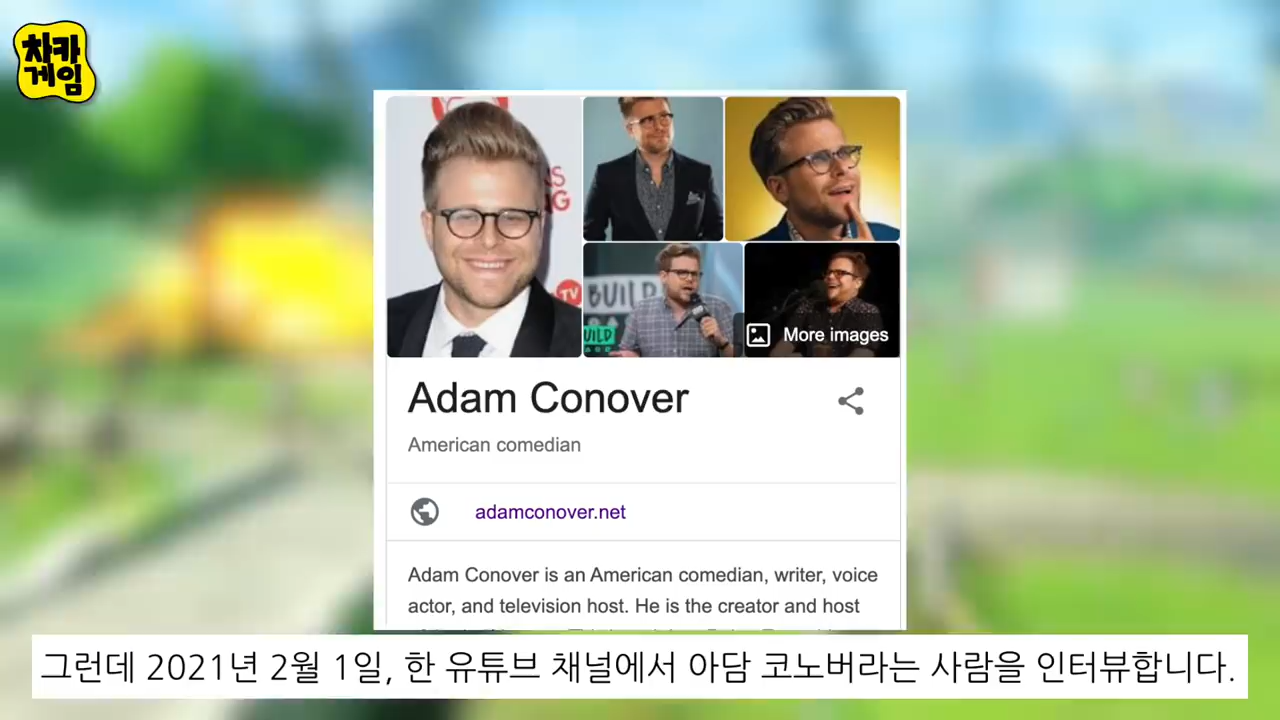 차카
게임
BUILD
UILD
TV
More images
Adam Conover
American comedian
adamconover.net
Adam Conover is an American comedian, writer, voice
actor, and television host. He is the creator and host
그런데 2021년 2월 1일, 한 유튜브 채널에서 아담 코노버라는 사람을 인터뷰합니다.